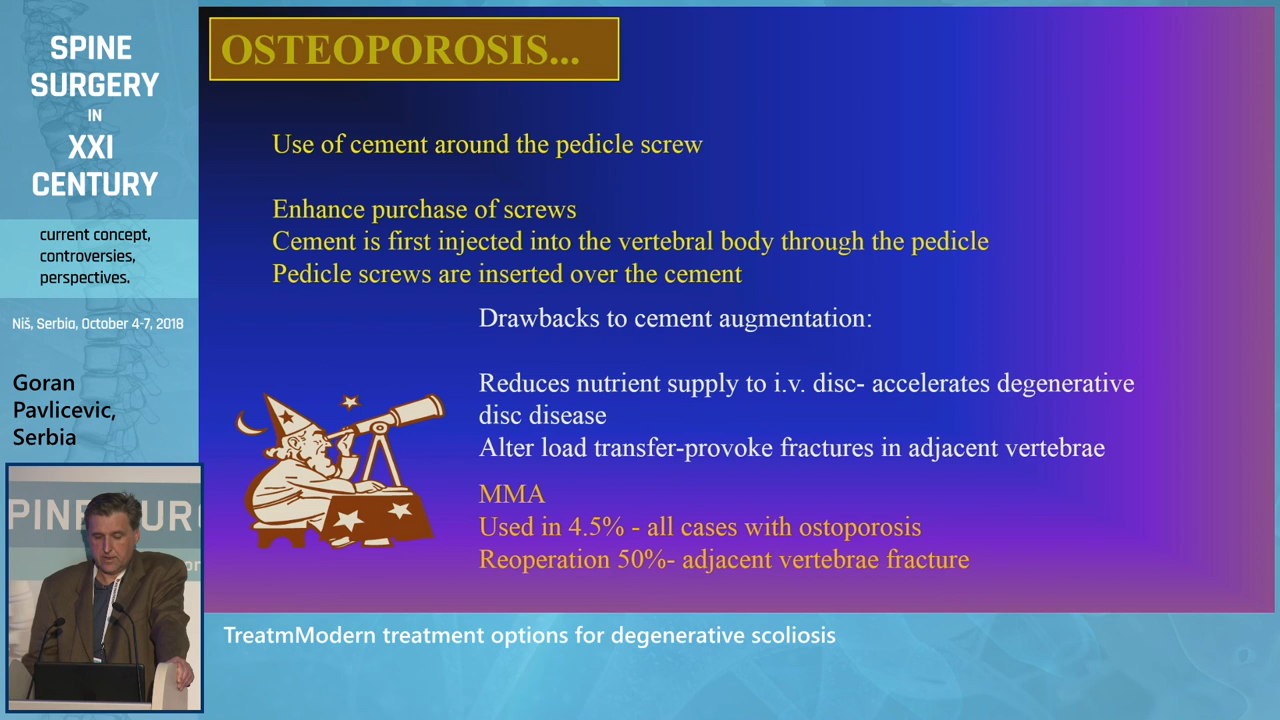 SPINE
SURGERY
IN
XXI
CENTURY
current concept,
controversies,
perspectives.
Niš, Serbia, October 4-7, 2018
Goran
Pavlicevic,
Serbia
PINE
UR
OSTEOPOROSIS...
Use of cement around the pedicle screw
Enhance purchase of screws
Cement is first injected into the vertebral body through the pedicle
Pedicle screws are inserted over the cement
Drawbacks to cement augmentation:
Reduces nutrient supply to i.v. disc- accelerates degenerative
disc disease
Alter load transfer-provoke fractures in adjacent vertebrae
MMA
Used in 4.5% - all cases with ostoporosis
Reoperation 50%- adjacent vertebrae fracture
TreatmModern treatment options for degenerative scoliosis